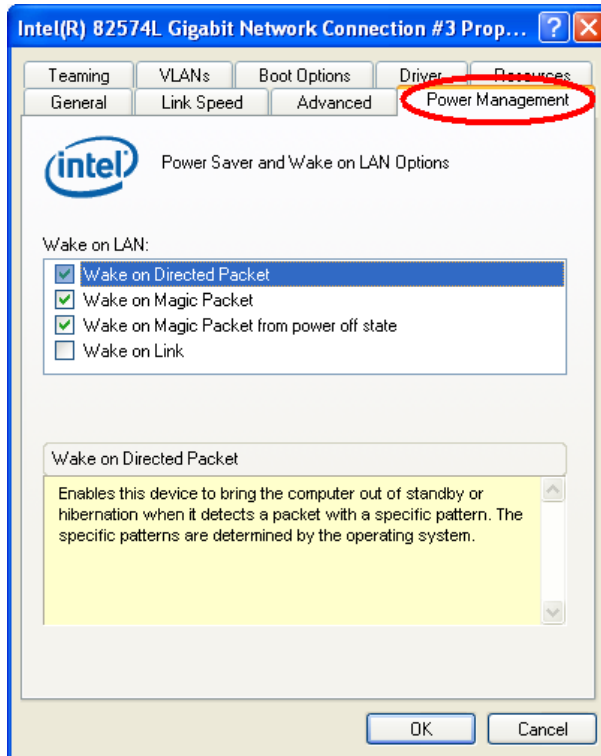 Intel(R) 82574L Gigabit Network Connection #3 Prop...
Teaming VLANs Boot Options Driver Resources
General Link Speed Advanced Power Management
intel Power Saver and Wake on LAN Options
Wake on LAN:
Wake on Directed Packet
Wake on Magic Packet
Wake on Magic Packet from power off state
Wake on Link
Wake on Directed Packet
Enables this device to bring the computer out of standby or
hibernation when it detects a packet with a specific pattern. The
specific patterns are determined by the operating system.
OK Cancel